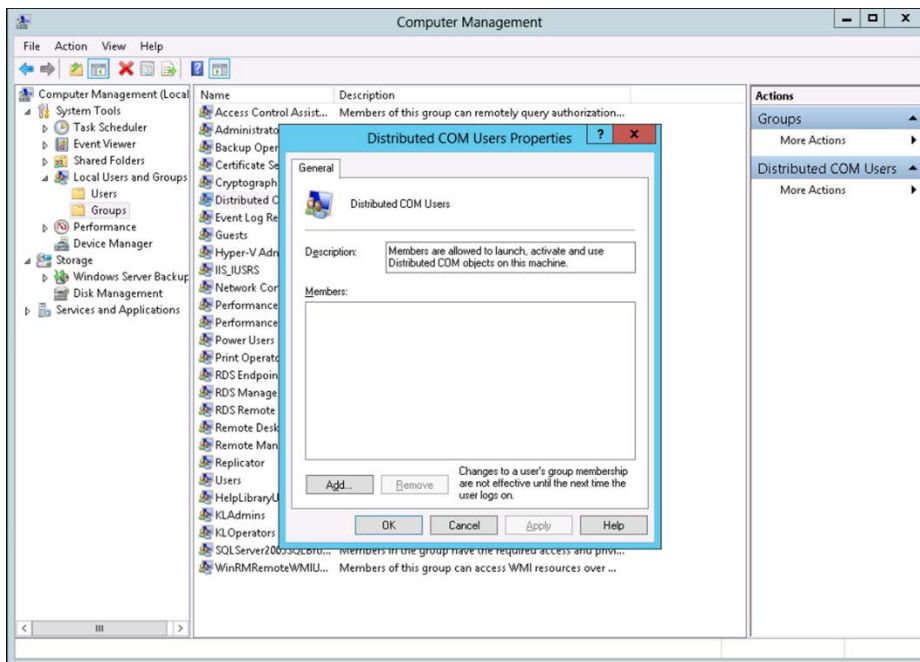 Computer Management
File Action View Help
Computer Management (Local
System Tools
Task Scheduler
Event Viewer
Shared Folders
Local Users and Groups
Users
Groups
Performance
Device Manager
Storage
Windows Server Backup
Disk Management
Services and Applications
Name Description
Access Control Assist... Members of this group can remotely query authorization...
Administrato
Backup Oper
Certificate Se
Cryptograph
Distributed C
Event Log Re
Guests
Hyper-V Adn
IIS_IUSRS
Network Cor
Performance
Performance
Power Users
Print Operato
RDS Endpoin
RDS Manage
RDS Remote
Remote Desk
Remote Man
Replicator
Users
HelpLibraryU
KLAdmins
KLOperators
SQLServer2005SQLBro... Members in the group have the required access and privi...
WinRMRemoteWMIU... Members of this group can access WMI resources over ...
Distributed COM Users Properties ? x
General
Distributed COM Users
Description: Members are allowed to launch, activate and use
Distributed COM objects on this machine.
Members:
Add... Remove
Changes to a user's group membership
are not effective until the next time the
user logs on.
OK Cancel Apply Help
Actions
Groups
More Actions
Distributed COM Users
More Actions